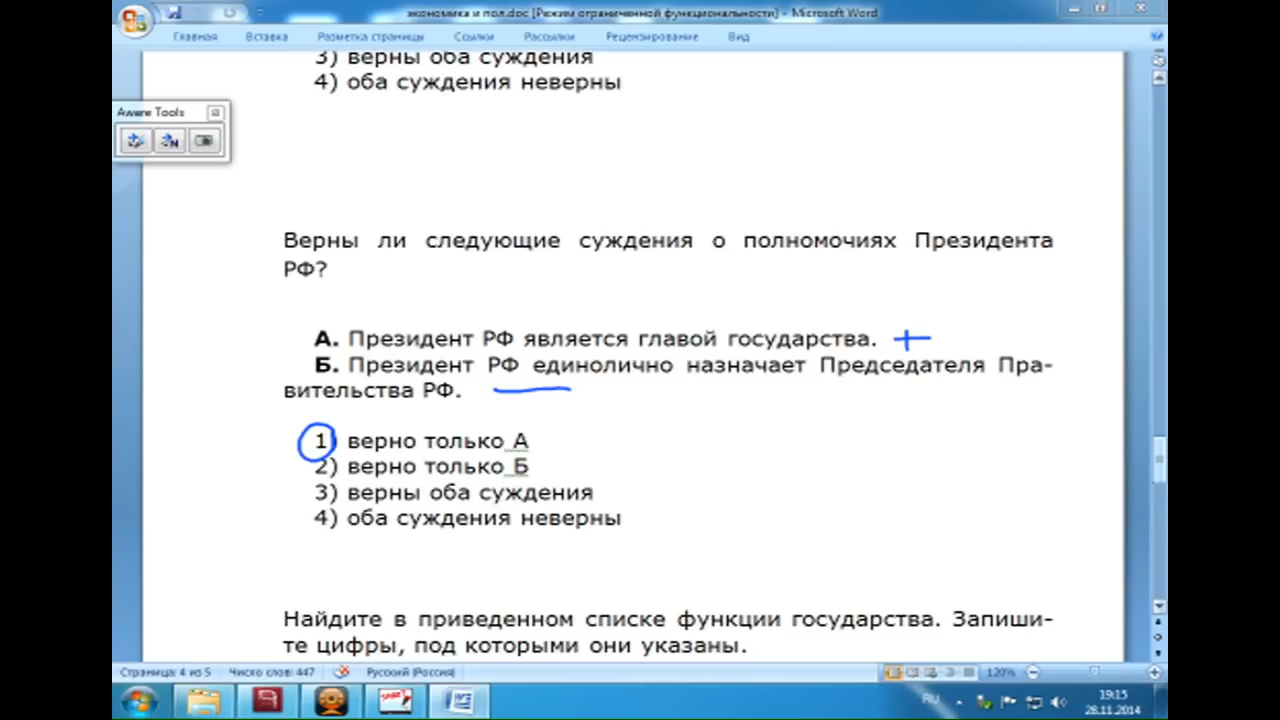 экономика и пол.doc [Режим ограниченной функциональности] - Microsoft Word
Главная Вставка Разметка страницы Ссылки Рассылки Рецензирование Вид
3) верны оба суждения
4) оба суждения неверны
Aware Tools
Верны ли следующие суждения о полномочиях Президента
РФ?
А. Президент РФ является главой государства. +
Б. Президент РФ единолично назначает Председателя Пра-
вительства РФ.
1) верно только А
2) верно только Б
3) верны оба суждения
4) оба суждения неверны
Найдите в приведенном списке функции государства. Запиши-
те цифры, под которыми они указаны.
Страница: 4 из 5 Число слов: 447 Русский (Россия) 120%
RU 19:15
28.11.2014